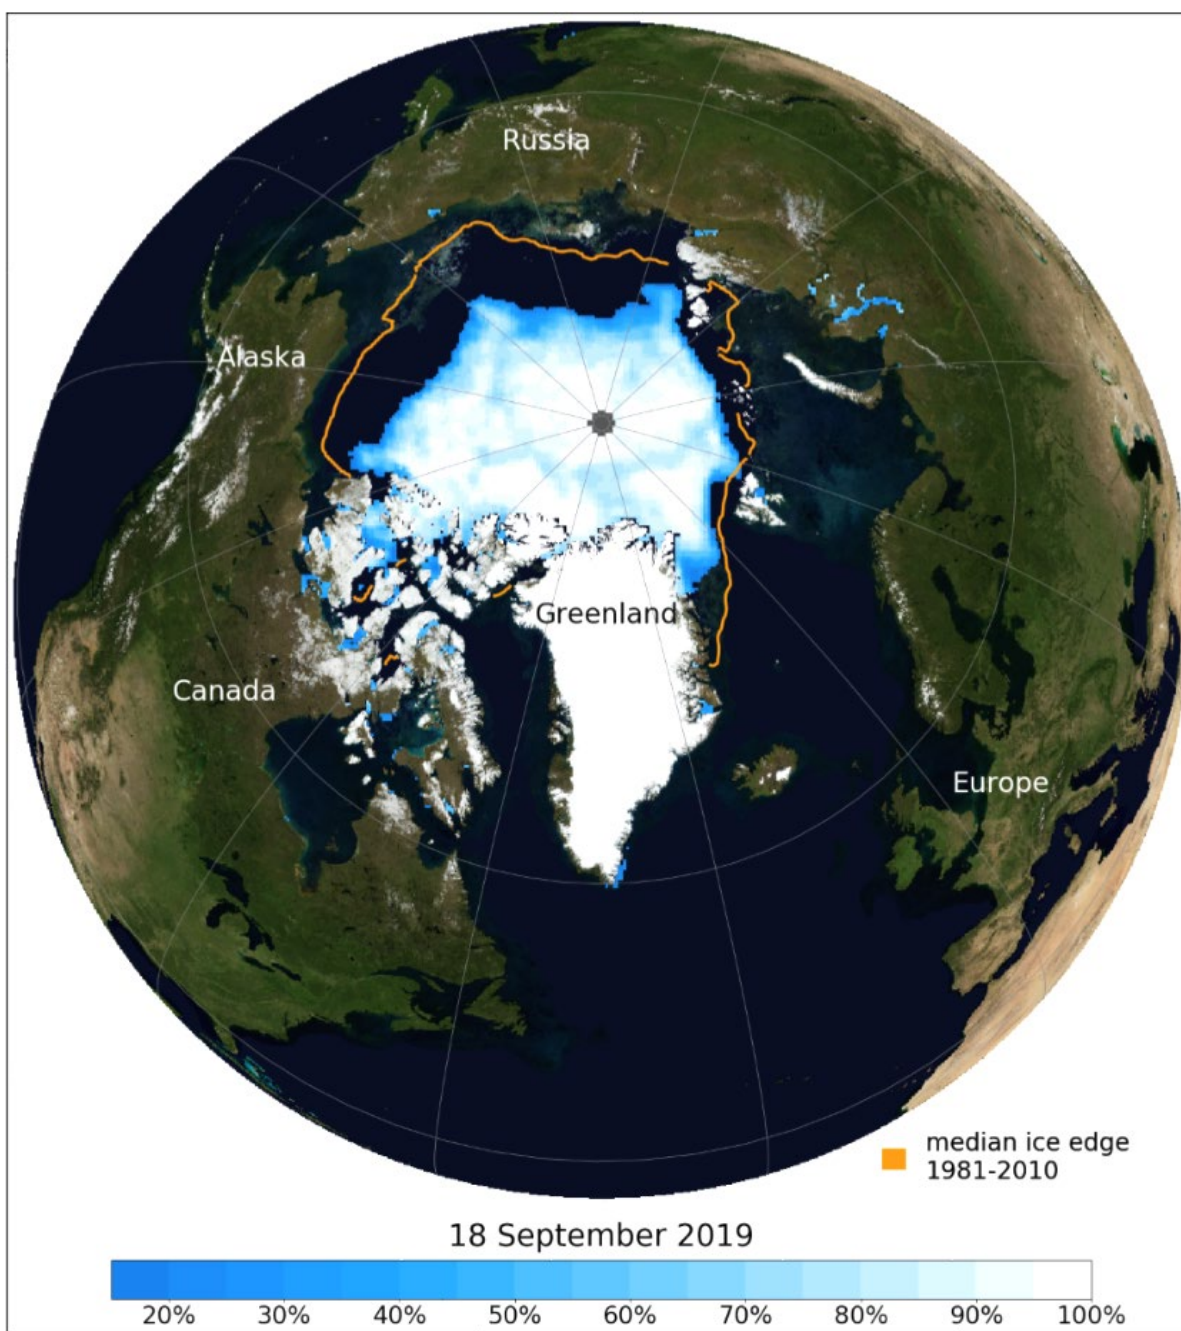 Russia
Alaska
Greenland
Canada
Europe
median ice edge
1981-2010
18 September 2019
20% 30% 40% 50% 60% 70% 80% 90% 100%